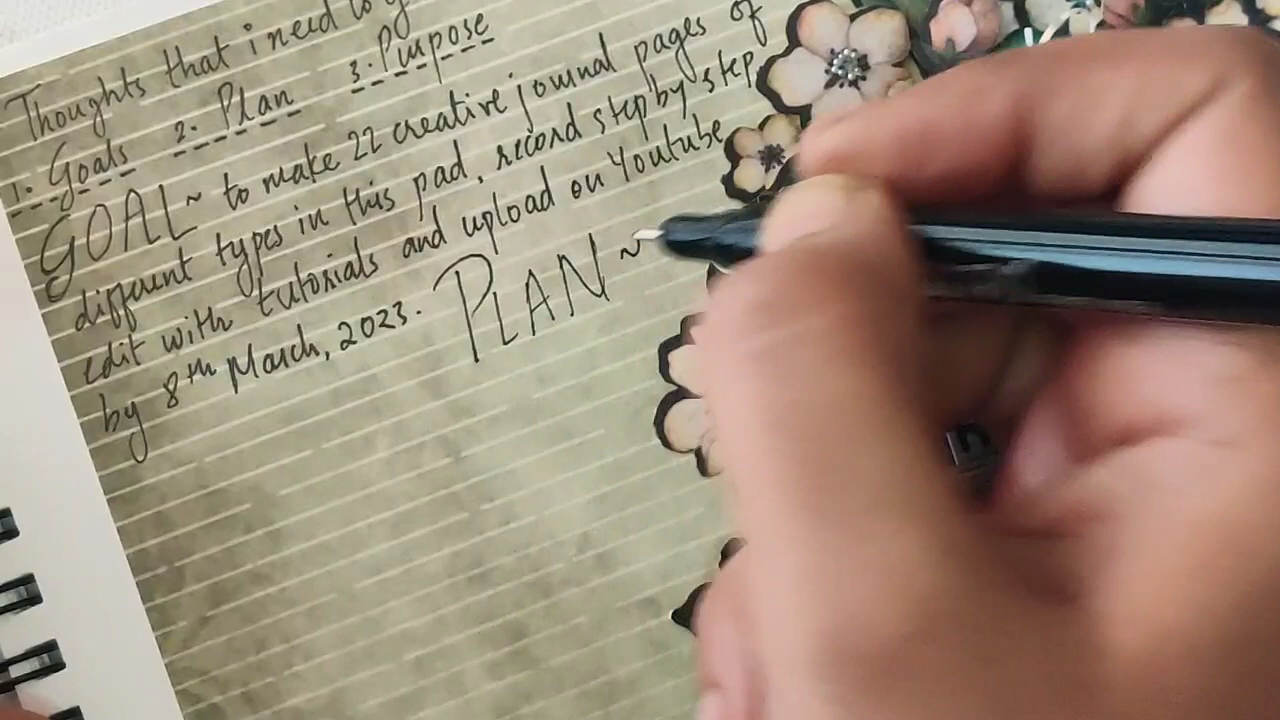 Thoughts that i need to
1. Goals 2. Plan 3. Purpose
GOAL ~ to make 22 creative journal pages of
different types in this pad, record step by step,
edit with tutorials and upload on Youtube
by 8th March, 2023. PLAN ~